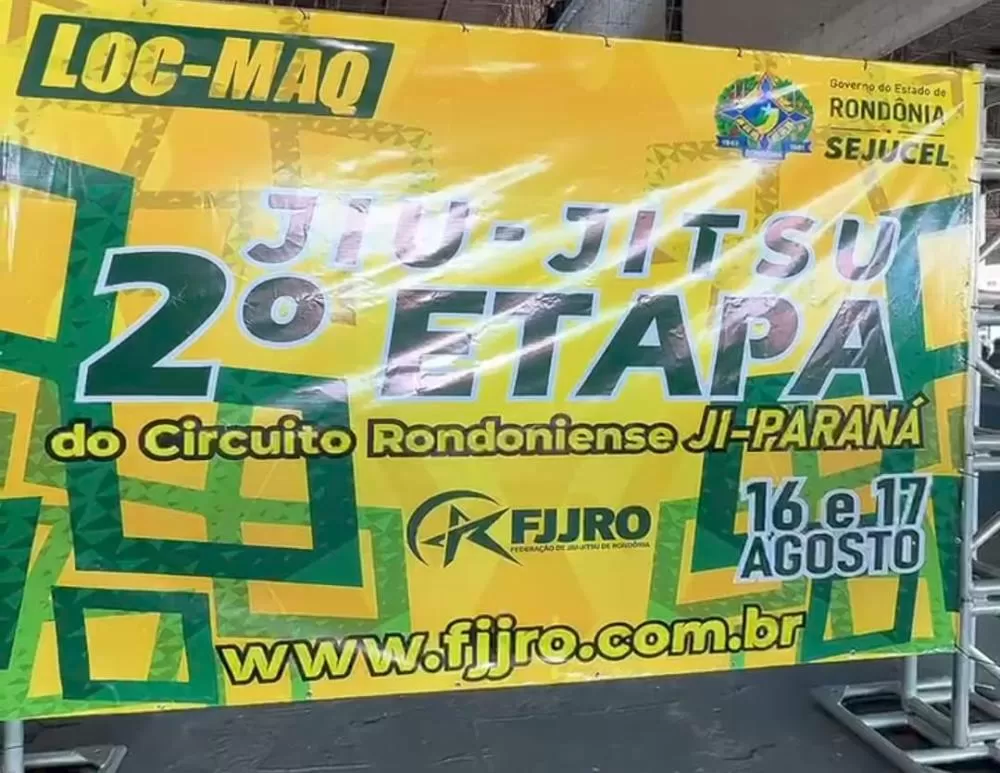 LOC-MAQ
Governo do Estado de
RONDÔNIA
SEJUCEL
JIU-JITSU
2º ETAPA
do Circuito Rondoniense JI-PARANÁ
FJJRO
FEDERAÇÃO DE JIU-JITSU DE RONDÔNIA
16 e 17
AGOSTO
www.fjjro.com.br